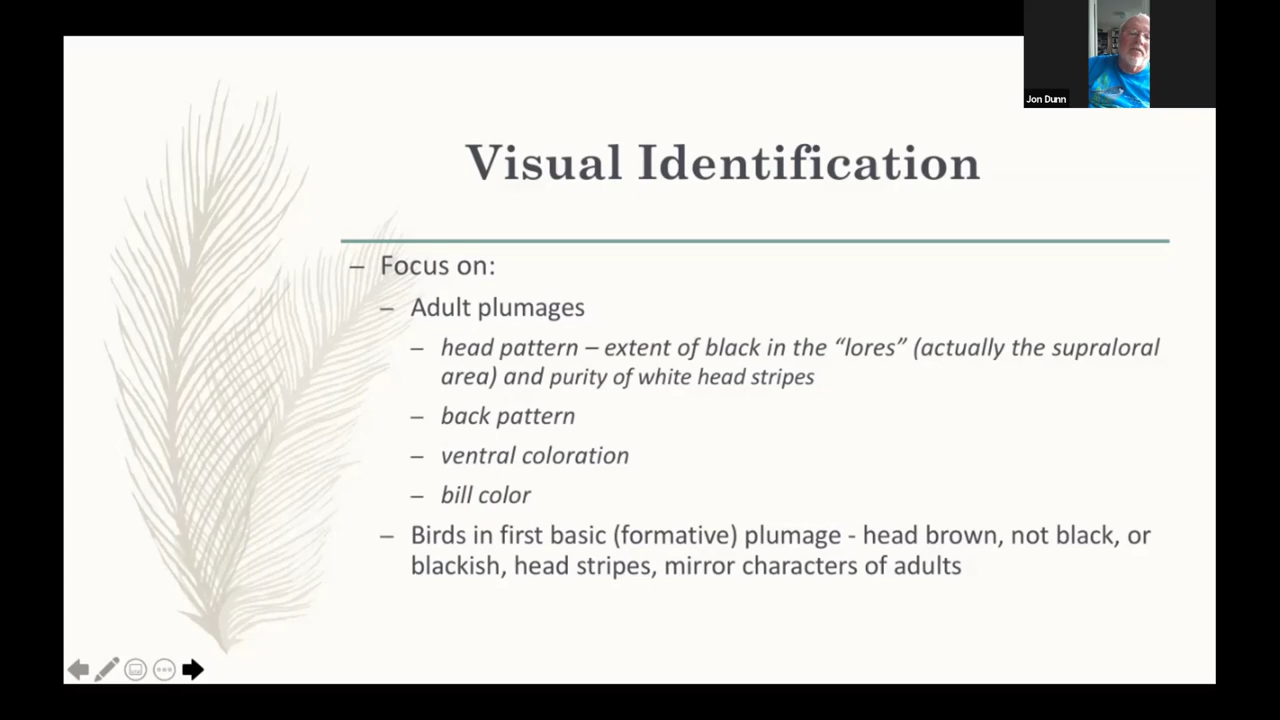 Jon Dunn
Visual Identification
– Focus on:
– Adult plumages
– head pattern – extent of black in the “lores” (actually the supraloral
area) and purity of white head stripes
– back pattern
– ventral coloration
– bill color
– Birds in first basic (formative) plumage - head brown, not black, or
blackish, head stripes, mirror characters of adults